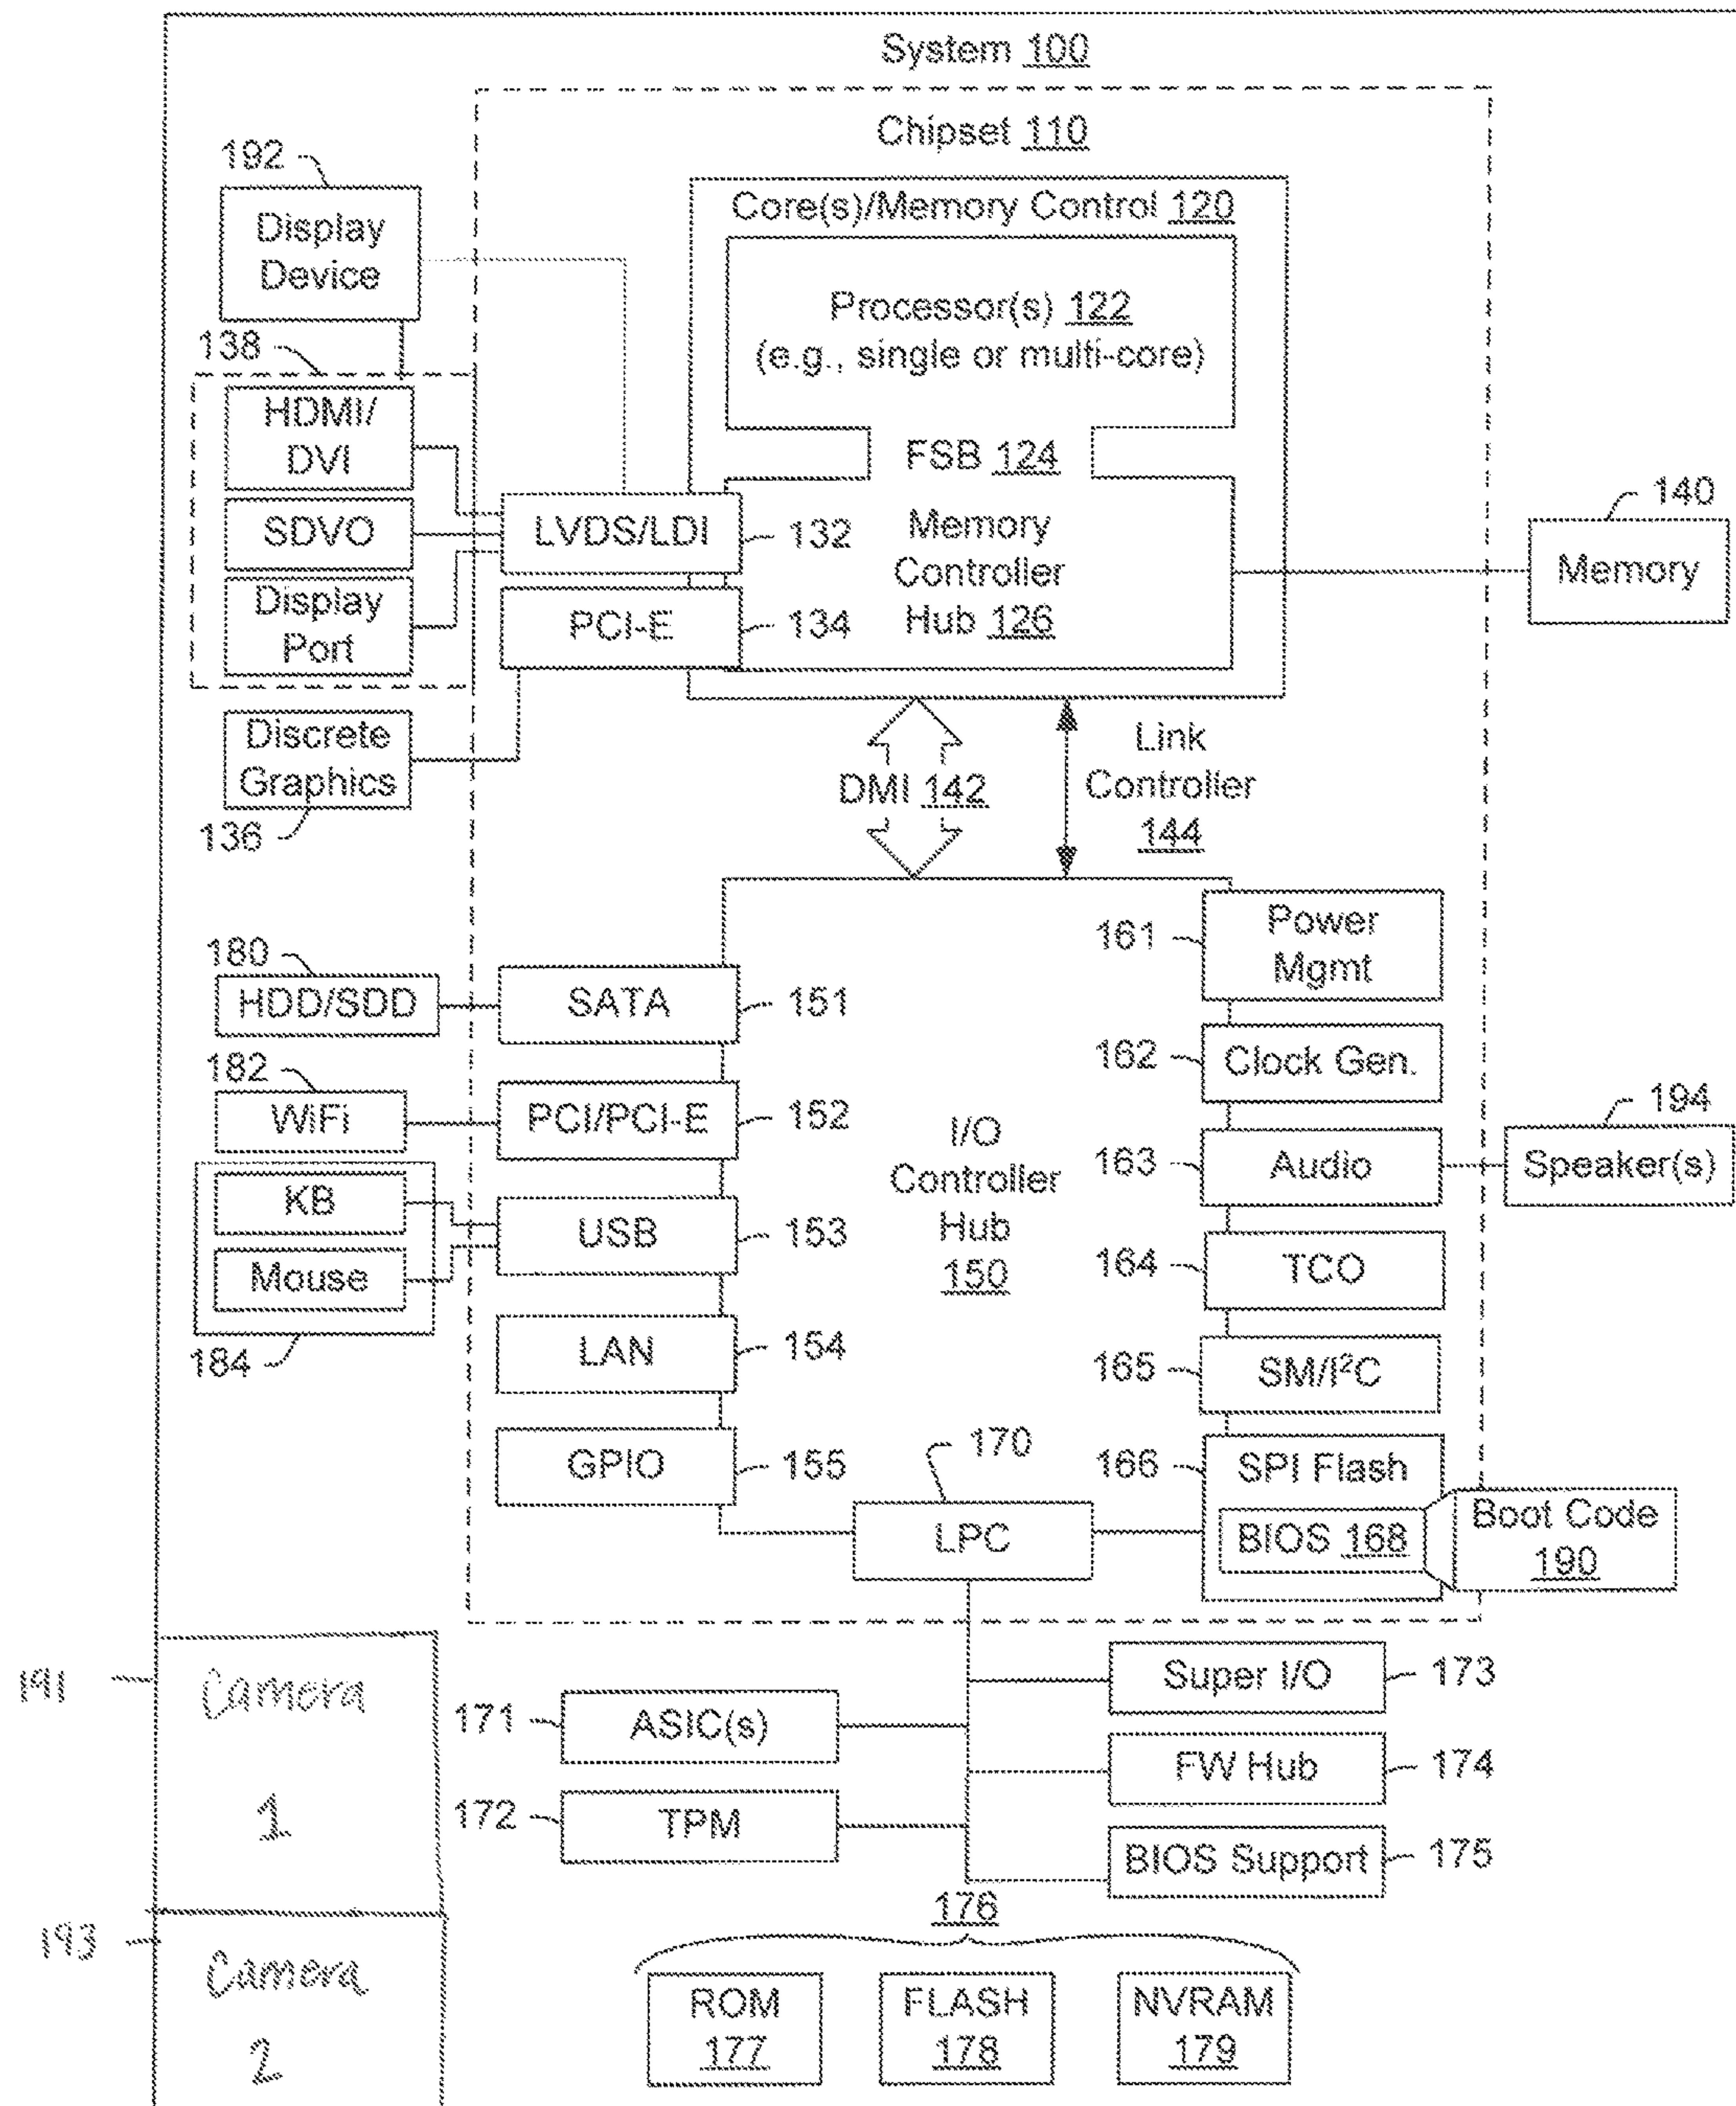 System 100
Chipset 110
192
Display
Device
Core(s)/Memory Control 120
Processor(s) 122
(e.g., single or multi-core)
138
HDMI/
DVI
SDVO
Display
Port
FSB 124
LVDS/LDI
132
PCI-E
134
Memory
Controller
Hub 126
140
Memory
Discrete
Graphics
136
DMI 142
Link
Controller
144
180
HDD/SDD
SATA
151
182
WiFi
PCI/PCI-E
152
KB
Mouse
184
USB
153
LAN
154
GPIO
155
I/O
Controller
Hub
150
161
Power
Mgmt
162
Clock Gen.
163
Audio
194
Speaker(s)
164
TCO
165
SM/I²C
166
SPI Flash
BIOS 168
Boot Code
190
170
LPC
191
Camera
1
193
Camera
2
171
ASIC(s)
172
TPM
Super I/O
173
FW Hub
174
BIOS Support
175
176
ROM
177
FLASH
178
NVRAM
179